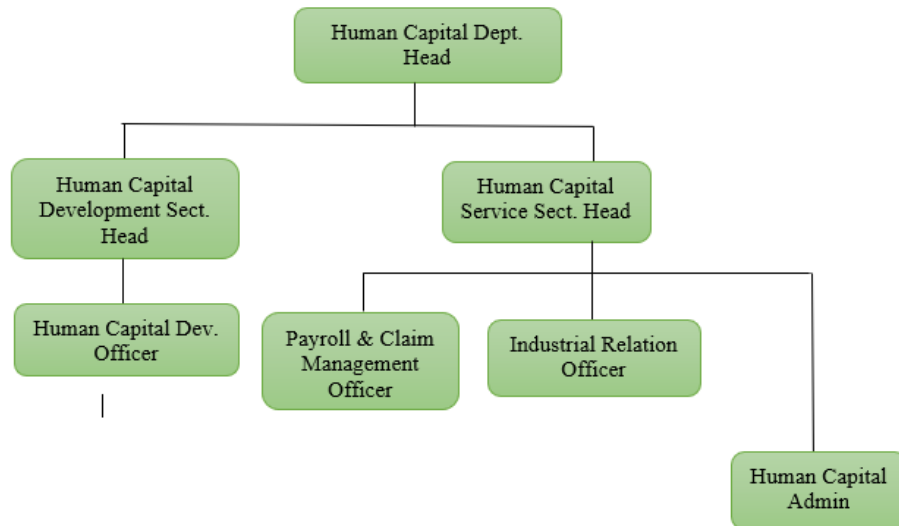 Human Capital Dept.
Head
Human Capital
Development Sect.
Head
Human Capital
Service Sect. Head
Human Capital Dev.
Officer
Payroll & Claim
Management
Officer
Industrial Relation
Officer
Human Capital
Admin